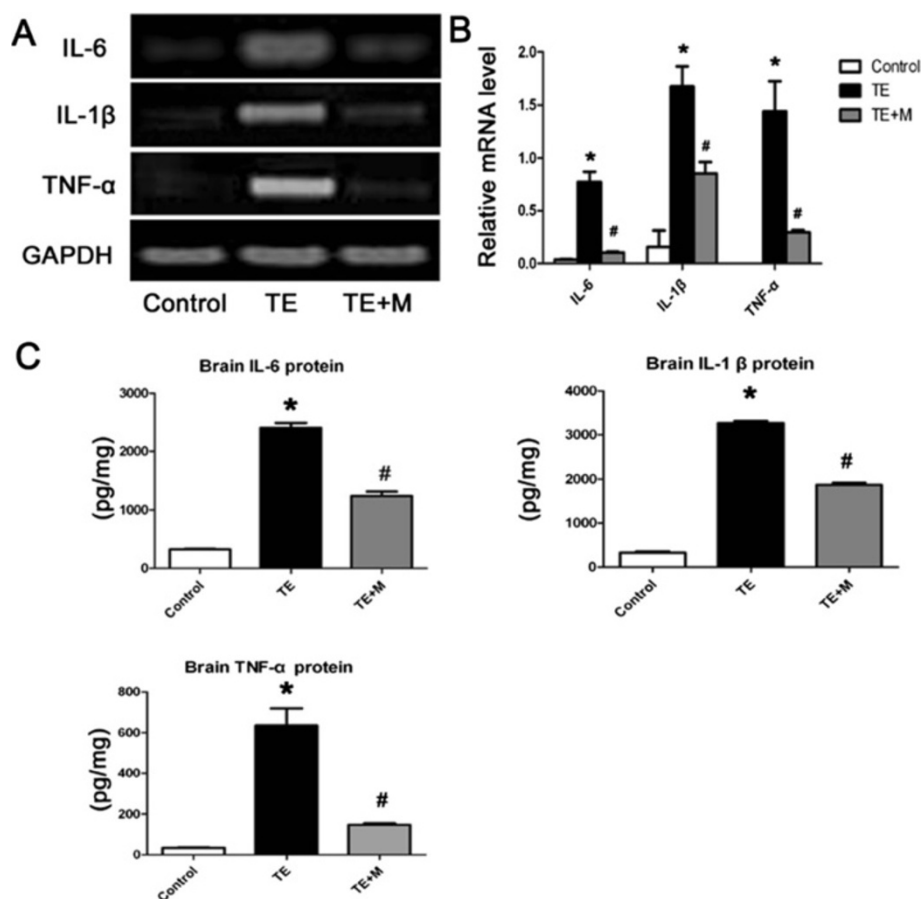 A
IL-6
IL-1β
TNF-α
GAPDH
Control TE TE+M
B
Relative mRNA level
2.0
1.5
1.0
0.5
0.0
* * *
# # #
IL-6 IL-1β TNF-α
Control
TE
TE+M
C
Brain IL-6 protein
(pg/mg)
3000
2000
1000
0
*
#
Control TE TE+M
Brain IL-1 β protein
(pg/mg)
4000
3000
2000
1000
0
*
#
Control TE TE+M
Brain TNF-α protein
(pg/mg)
800
600
400
200
0
*
#
Control TE TE+M